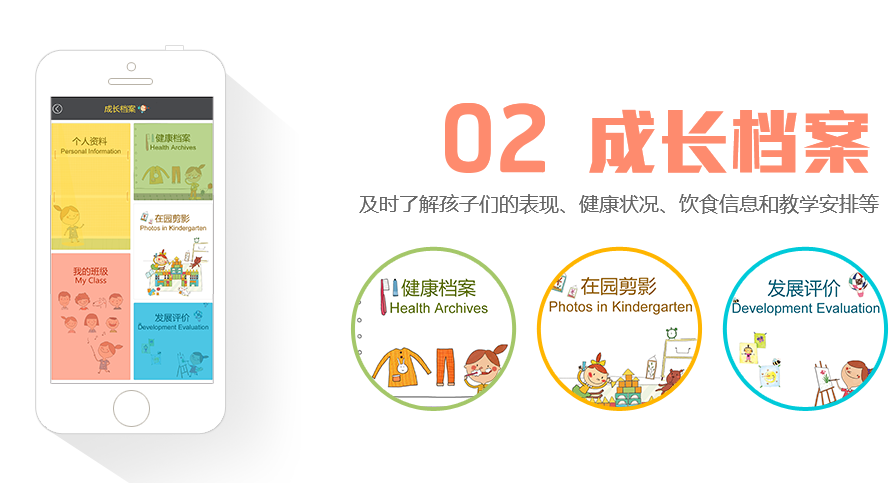 成长档案
个人资料
Personal Information
健康档案
Health Archives
在园剪影
Photos in Kindergarten
我的班级
My Class
发展评价
Development Evaluation
02 成长档案
及时了解孩子们的表现、健康状况、饮食信息和教学安排等
健康档案
Health Archives
在园剪影
Photos in Kindergarten
发展评价
Development Evaluation